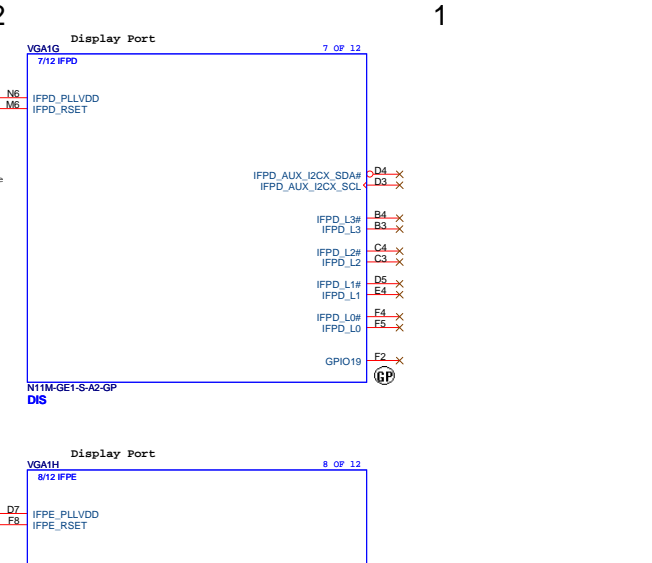 2
1
Display Port
VGA1G 7 OF 12
7/12 IFPD
N6 IFPD_PLLVDD
M6 IFPD_RSET
IFPD_AUX_I2CX_SDA# D4
IFPD_AUX_I2CX_SCL D3
e
IFPD_L3# B4
IFPD_L3 B3
IFPD_L2# C4
IFPD_L2 C3
IFPD_L1# D5
IFPD_L1 E4
IFPD_L0# F4
IFPD_L0 F5
GPIO19 F2
GP
N11M-GE1-S-A2-GP
DIS
Display Port
VGA1H 8 OF 12
8/12 IFPE
D7 IFPE_PLLVDD
F8 IFPE_RSET